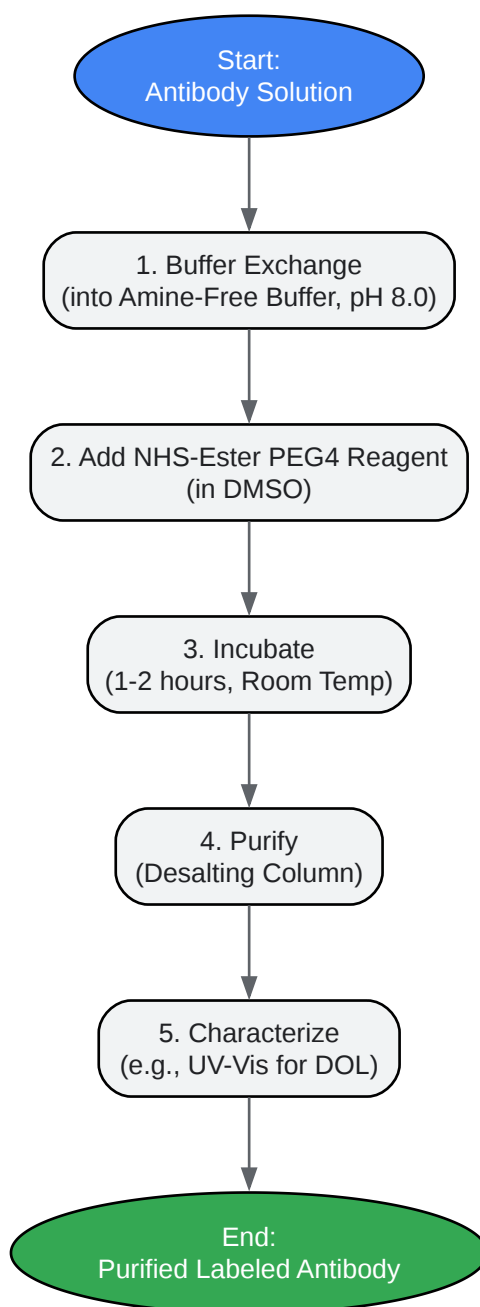 Start:
Antibody Solution
1. Buffer Exchange
(into Amine-Free Buffer, pH 8.0)
2. Add NHS-Ester PEG4 Reagent
(in DMSO)
3. Incubate
(1-2 hours, Room Temp)
4. Purify
(Desalting Column)
5. Characterize
(e.g., UV-Vis for DOL)
End:
Purified Labeled Antibody